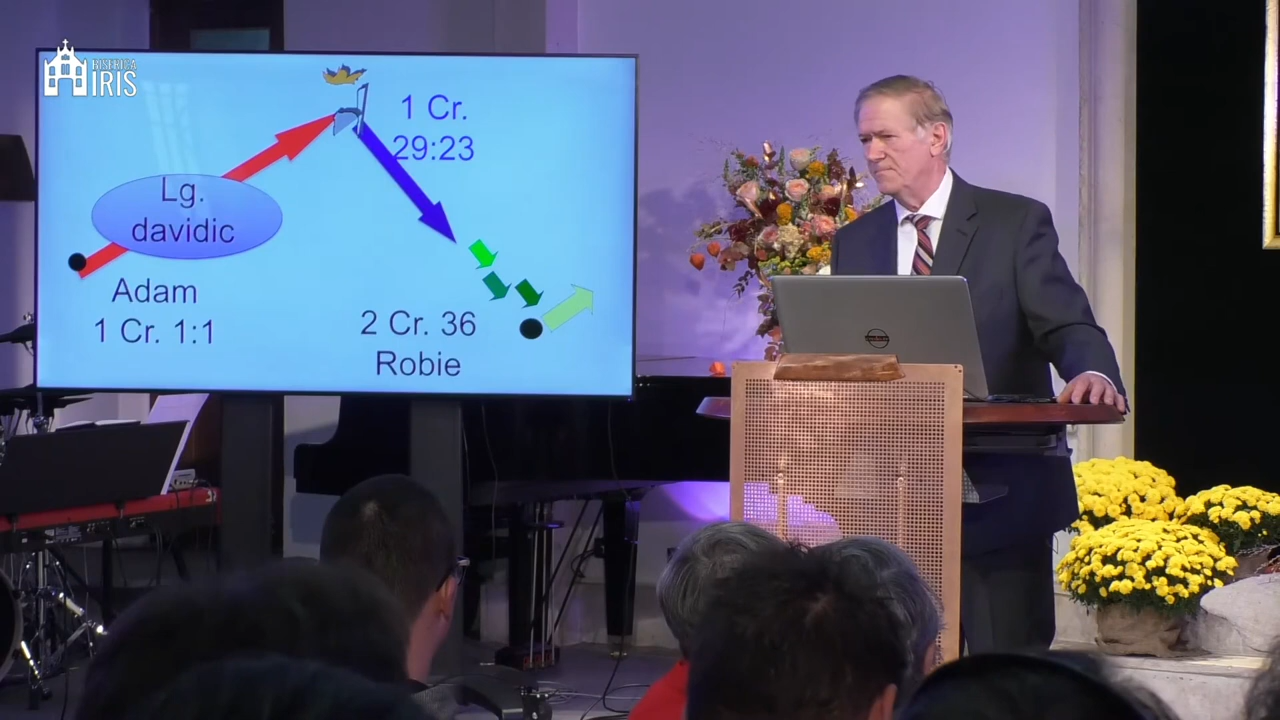 BISERICA
IRIS
1 Cr.
29:23
Lg.
davidic
Adam
1 Cr. 1:1
2 Cr. 36
Robie